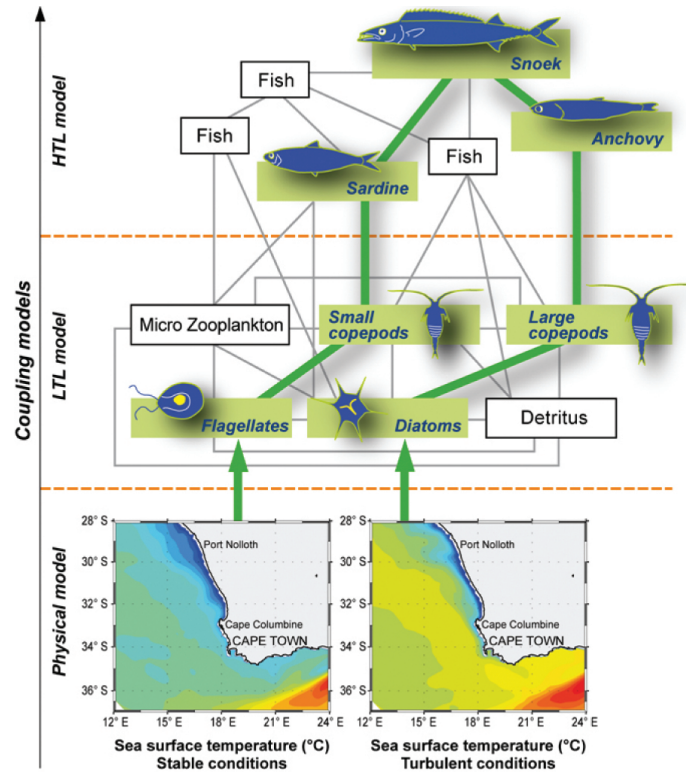 Coupling models
HTL model
LTL model
Physical model
Snoek
Fish
Fish
Anchovy
Fish
Sardine
Micro Zooplankton
Small
copepods
Large
copepods
Flagellates
Diatoms
Detritus
28° S
30° S
32° S
34° S
36° S
Port Nolloth
Cape Columbine
CAPE TOWN
12° E
15° E
18° E
21° E
24° E
Sea surface temperature (°C)
Stable conditions
28° S
30° S
32° S
34° S
36° S
Port Nolloth
Cape Columbine
CAPE TOWN
12° E
15° E
18° E
21° E
24° E
Sea surface temperature (°C)
Turbulent conditions